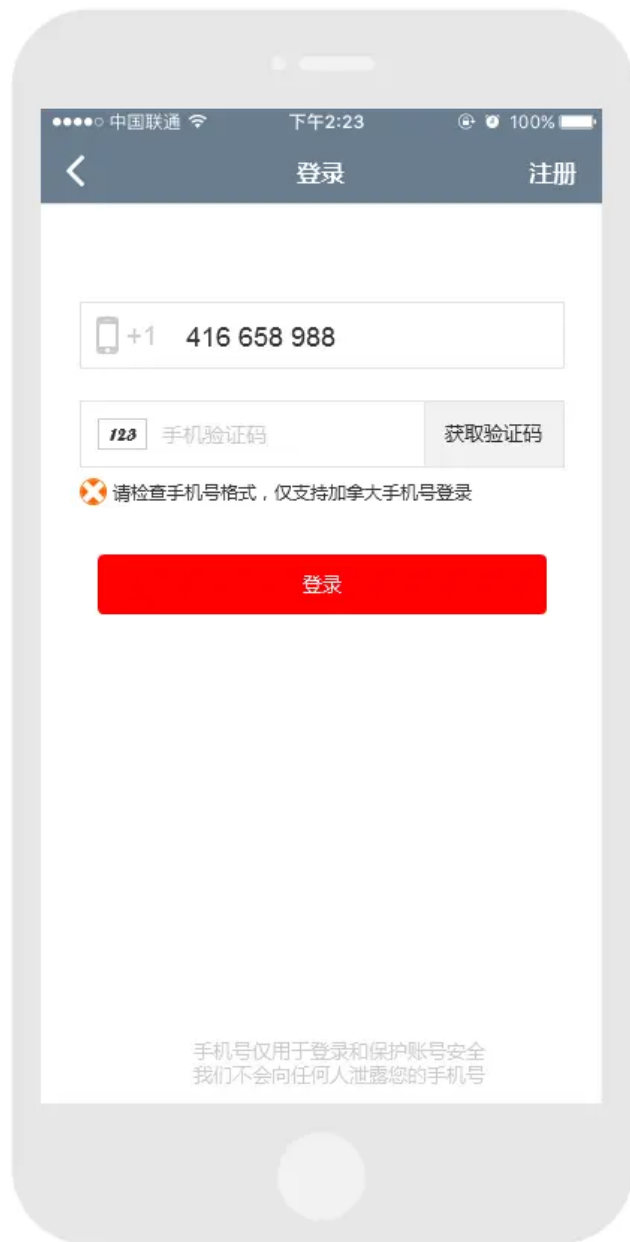 中国联通 下午2:23 100%
登录 注册
+1 416 658 988
123 手机验证码 获取验证码
请检查手机号格式，仅支持加拿大手机号登录
登录
手机号仅用于登录和保护账号安全
我们不会向任何人泄露您的手机号